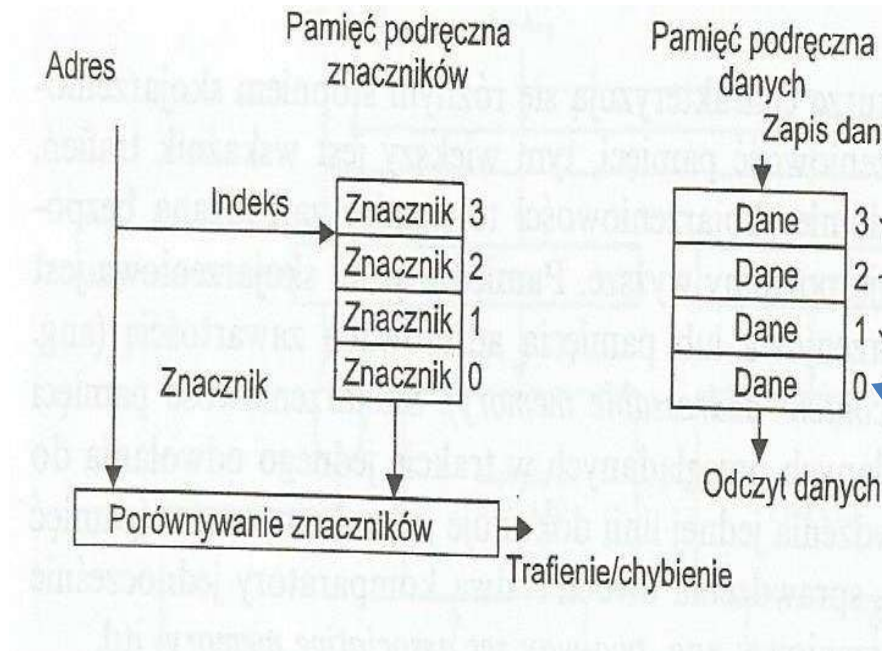 Adres
Pamięć podręczna
znaczników
Pamięć podręczna
danych
Zapis dan
Indeks
Znacznik 3
Znacznik 2
Znacznik 1
Znacznik 0
Dane 3
Dane 2
Dane 1
Dane 0
Znacznik
Odczyt danych
Porównywanie znaczników
Trafienie/chybienie